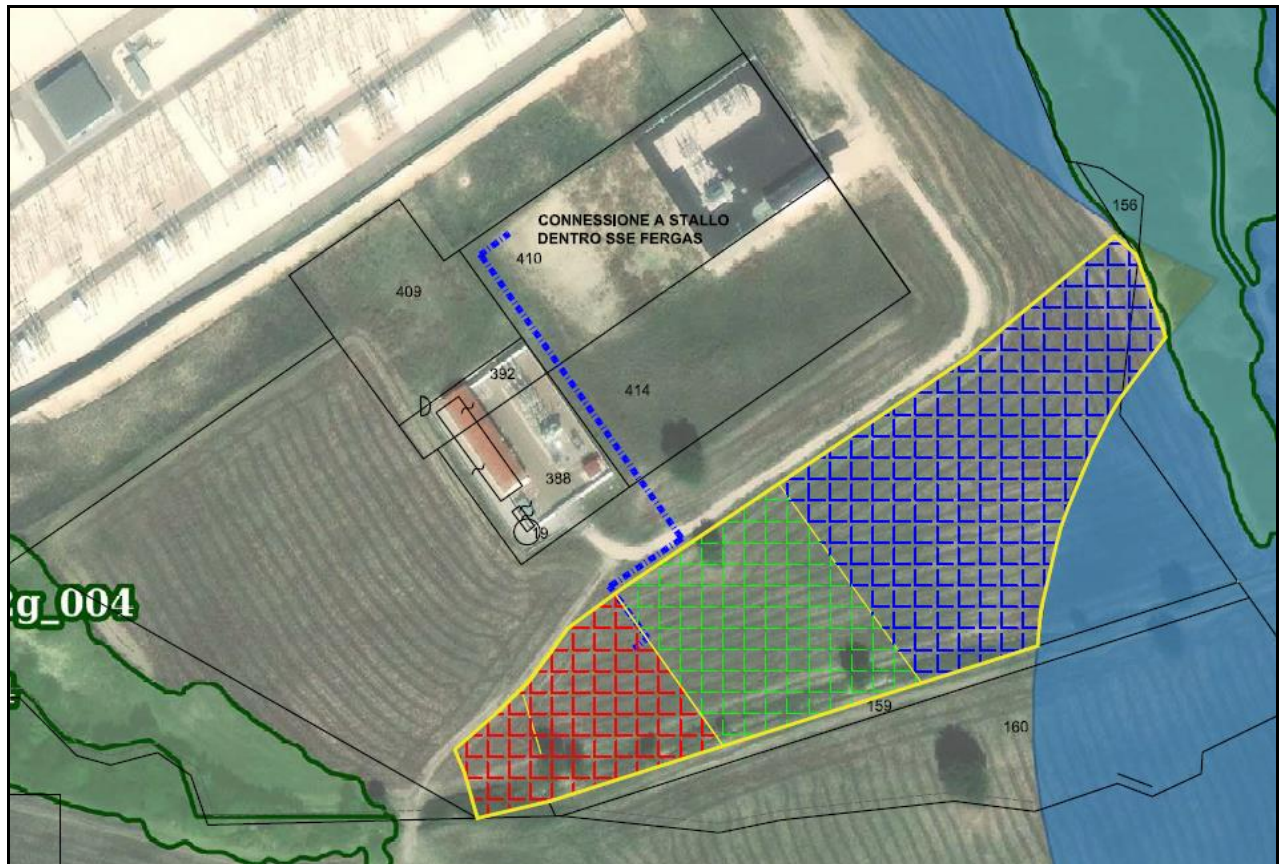 156
CONNESSIONE A STALLO
DENTRO SSE FERGAS
410
409
392
414
D
388
19
g_004
159
160